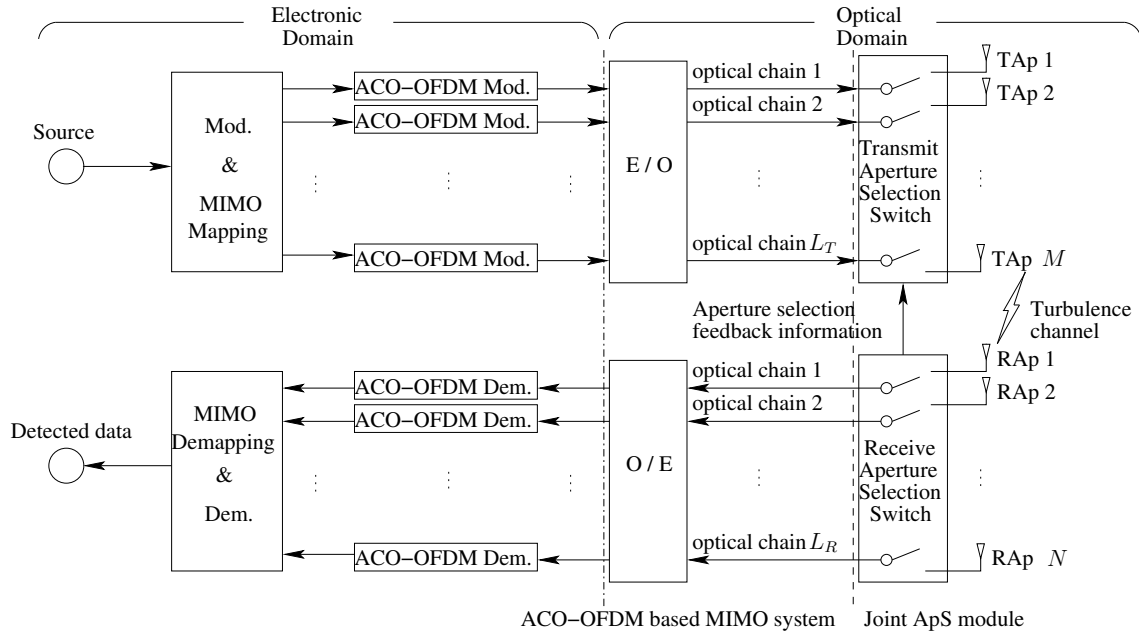 Electronic
Domain
Optical
Domain
Source
Mod.
&
MIMO
Mapping
ACO−OFDM Mod.
ACO−OFDM Mod.
ACO−OFDM Mod.
E / O
optical chain 1
optical chain 2
optical chain L_T
Transmit
Aperture
Selection
Switch
TAp 1
TAp 2
TAp M
Aperture selection
feedback information
Turbulence
channel
Detected data
MIMO
Demapping
&
Dem.
ACO−OFDM Dem.
ACO−OFDM Dem.
ACO−OFDM Dem.
O / E
optical chain 1
optical chain 2
optical chain L_R
Receive
Aperture
Selection
Switch
RAp 1
RAp 2
RAp N
ACO−OFDM based MIMO system
Joint ApS module